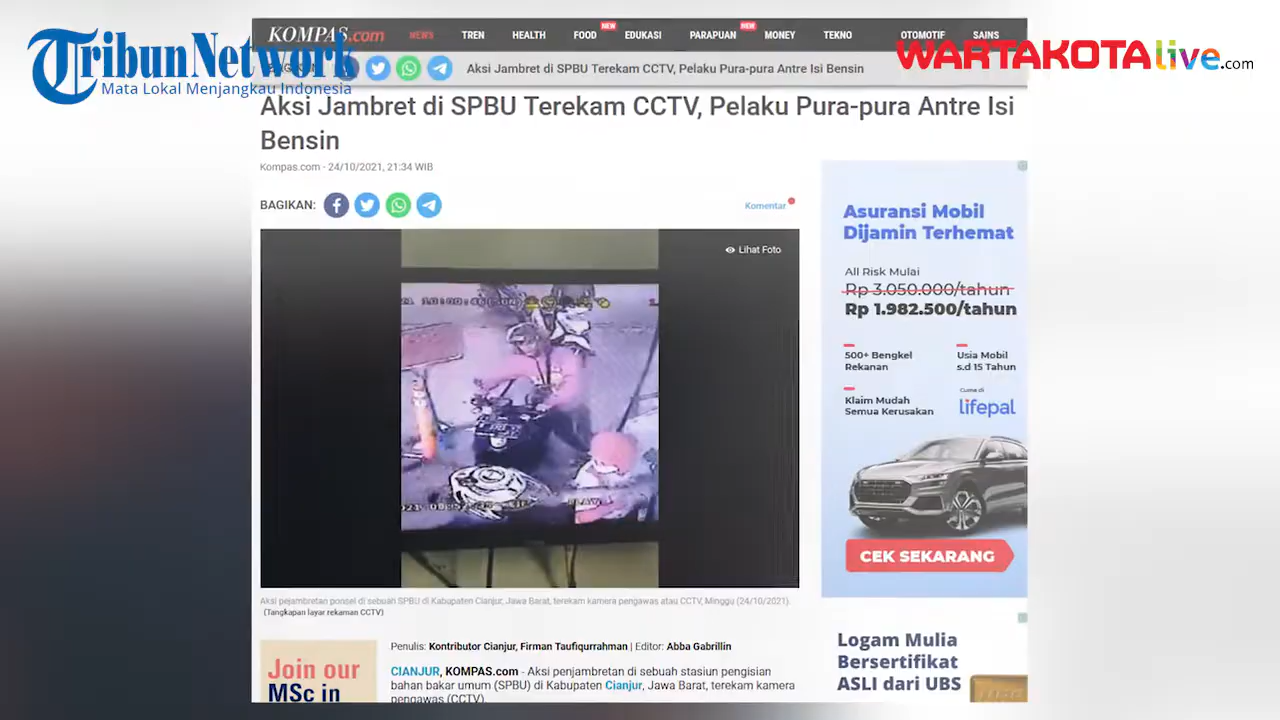 TribunNetwork
Mata Lokal Menjangkau Indonesia
WARTAKOTAlive.com
KOMPAS.com
NEWS TREN HEALTH FOOD NEW EDUKASI PARAPUAN NEW MONEY TEKNO OTOMOTIF SAINS
BAGIKAN: Aksi Jambret di SPBU Terekam CCTV, Pelaku Pura-pura Antre Isi Bensin
Aksi Jambret di SPBU Terekam CCTV, Pelaku Pura-pura Antre Isi
Bensin
Kompas.com - 24/10/2021, 21:34 WIB
BAGIKAN:
Komentar
Lihat Foto
Aksi pejambretan ponsel di sebuah SPBU di Kabupaten Cianjur, Jawa Barat, terekam kamera pengawas atau CCTV, Minggu (24/10/2021).
(Tangkapan layar rekaman CCTV)
Penulis: Kontributor Cianjur, Firman Taufiqurrahman | Editor: Abba Gabrillin
CIANJUR, KOMPAS.com - Aksi penjambretan di sebuah stasiun pengisian
bahan bakar umum (SPBU) di Kabupaten Cianjur, Jawa Barat, terekam kamera
pengawas (CCTV).
Join our
MSc in
Asuransi Mobil
Dijamin Terhemat
All Risk Mulai
Rp 3.050.000/tahun
Rp 1.982.500/tahun
500+ Bengkel
Rekanan
Usia Mobil
s.d 15 Tahun
Klaim Mudah
Semua Kerusakan
Cuma di
lifepal
CEK SEKARANG
Logam Mulia
Bersertifikat
ASLI dari UBS